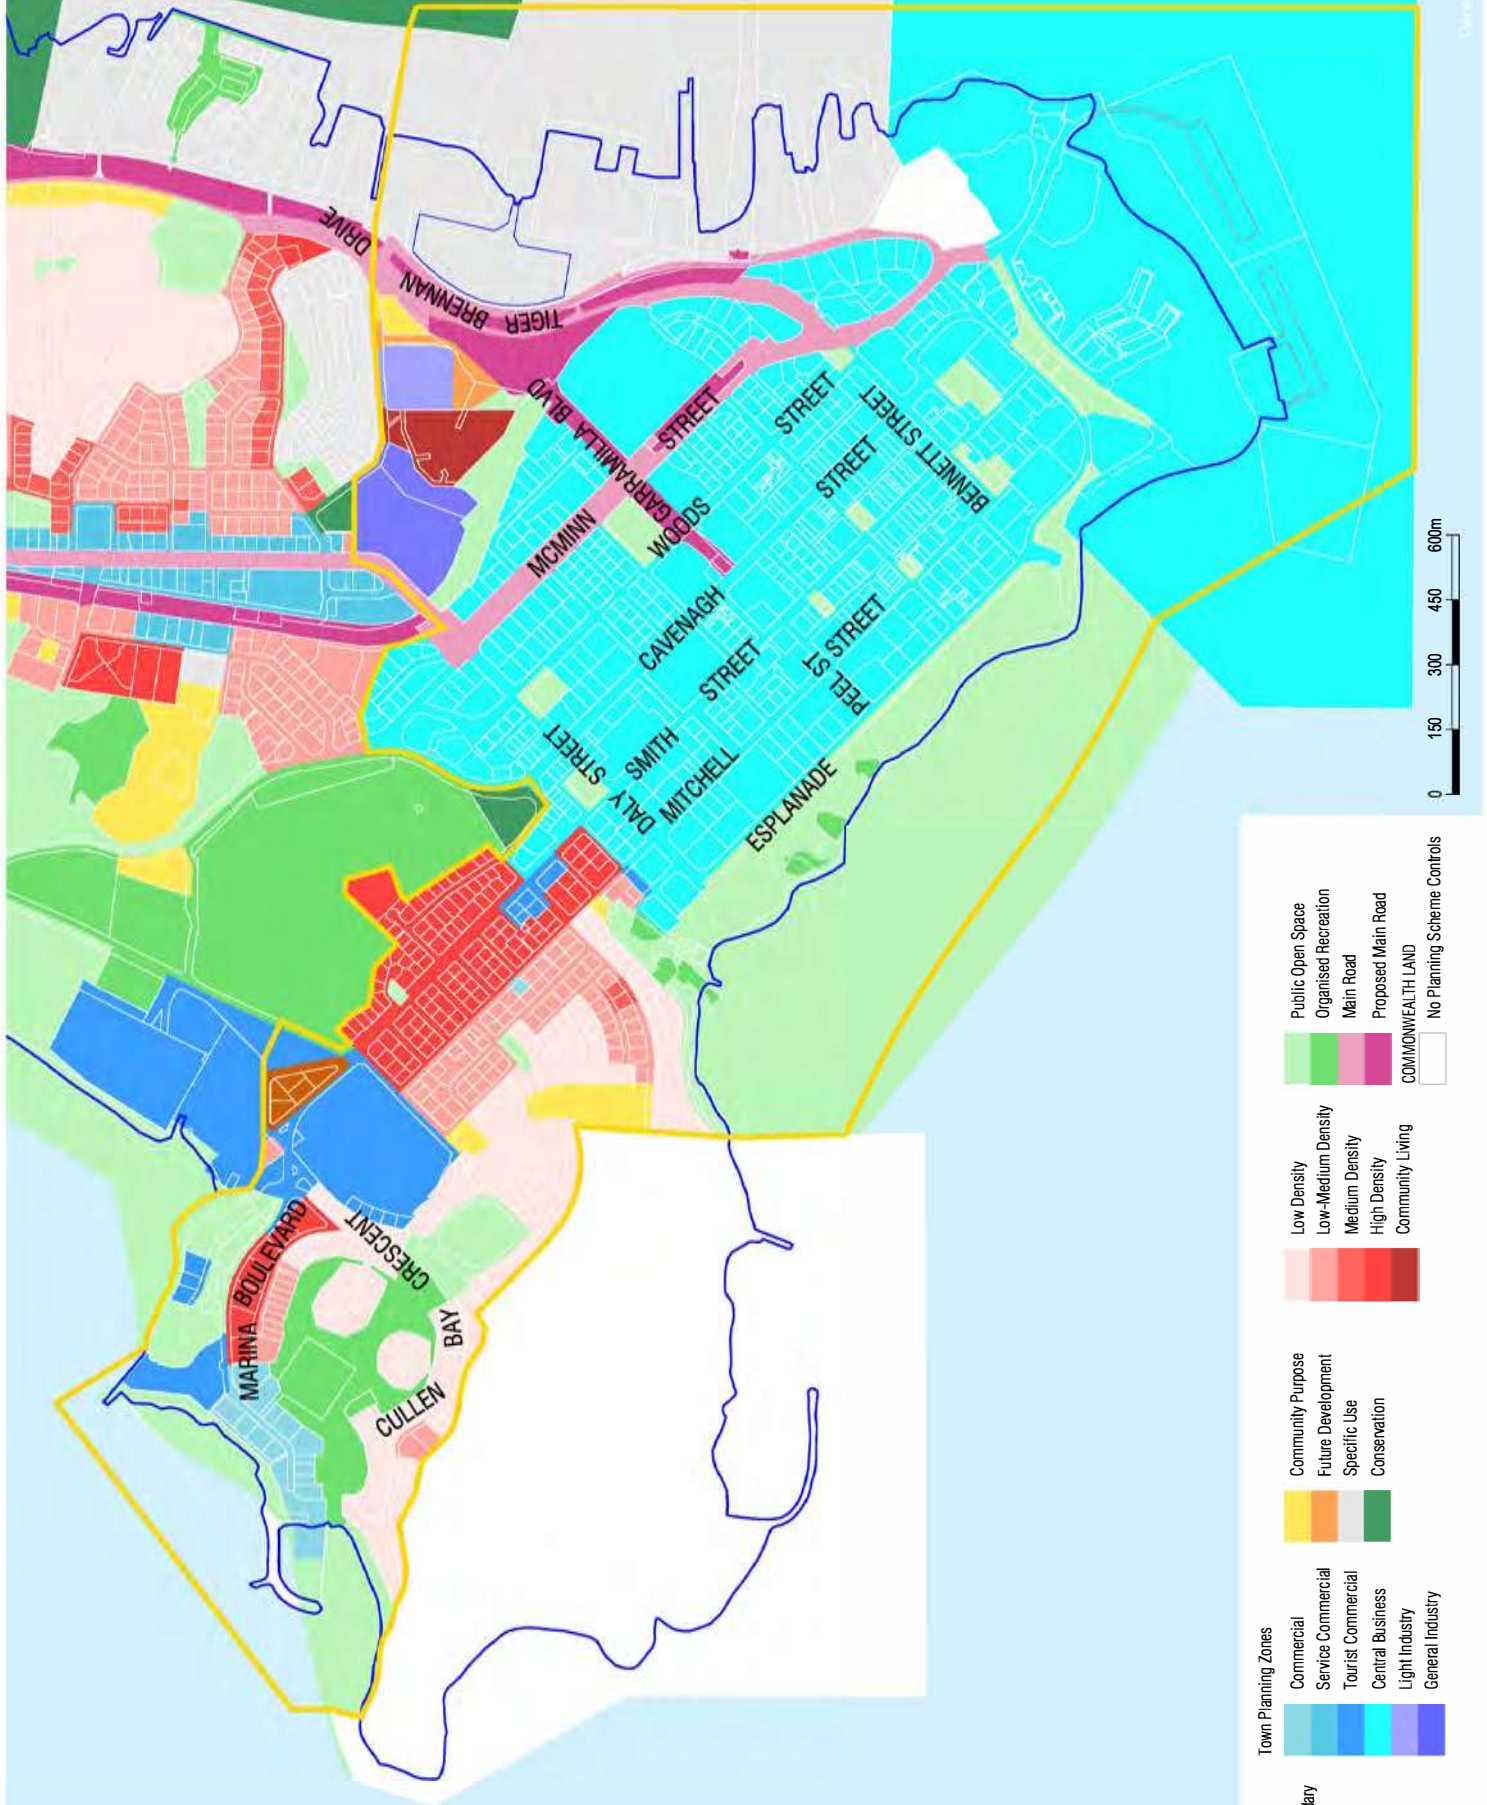 DRIVE
TIGER BRENNAN
GARRAMILLA BLVD
MCMINN STREET
WOODS STREET
CAVENAGH STREET
BENNETT STREET
SMITH STREET
MITCHELL STREET
PEEL ST
DALY STREET
ESPLANADE
MARINA BOULEVARD
CULLEN BAY CRESCENT
0 150 300 450 600m
Town Planning Zones
Commercial
Service Commercial
Tourist Commercial
Central Business
Light Industry
General Industry
Community Purpose
Future Development
Specific Use
Conservation
Low Density
Low-Medium Density
Medium Density
High Density
Community Living
Public Open Space
Organised Recreation
Main Road
Proposed Main Road
COMMONWEALTH LAND
No Planning Scheme Controls